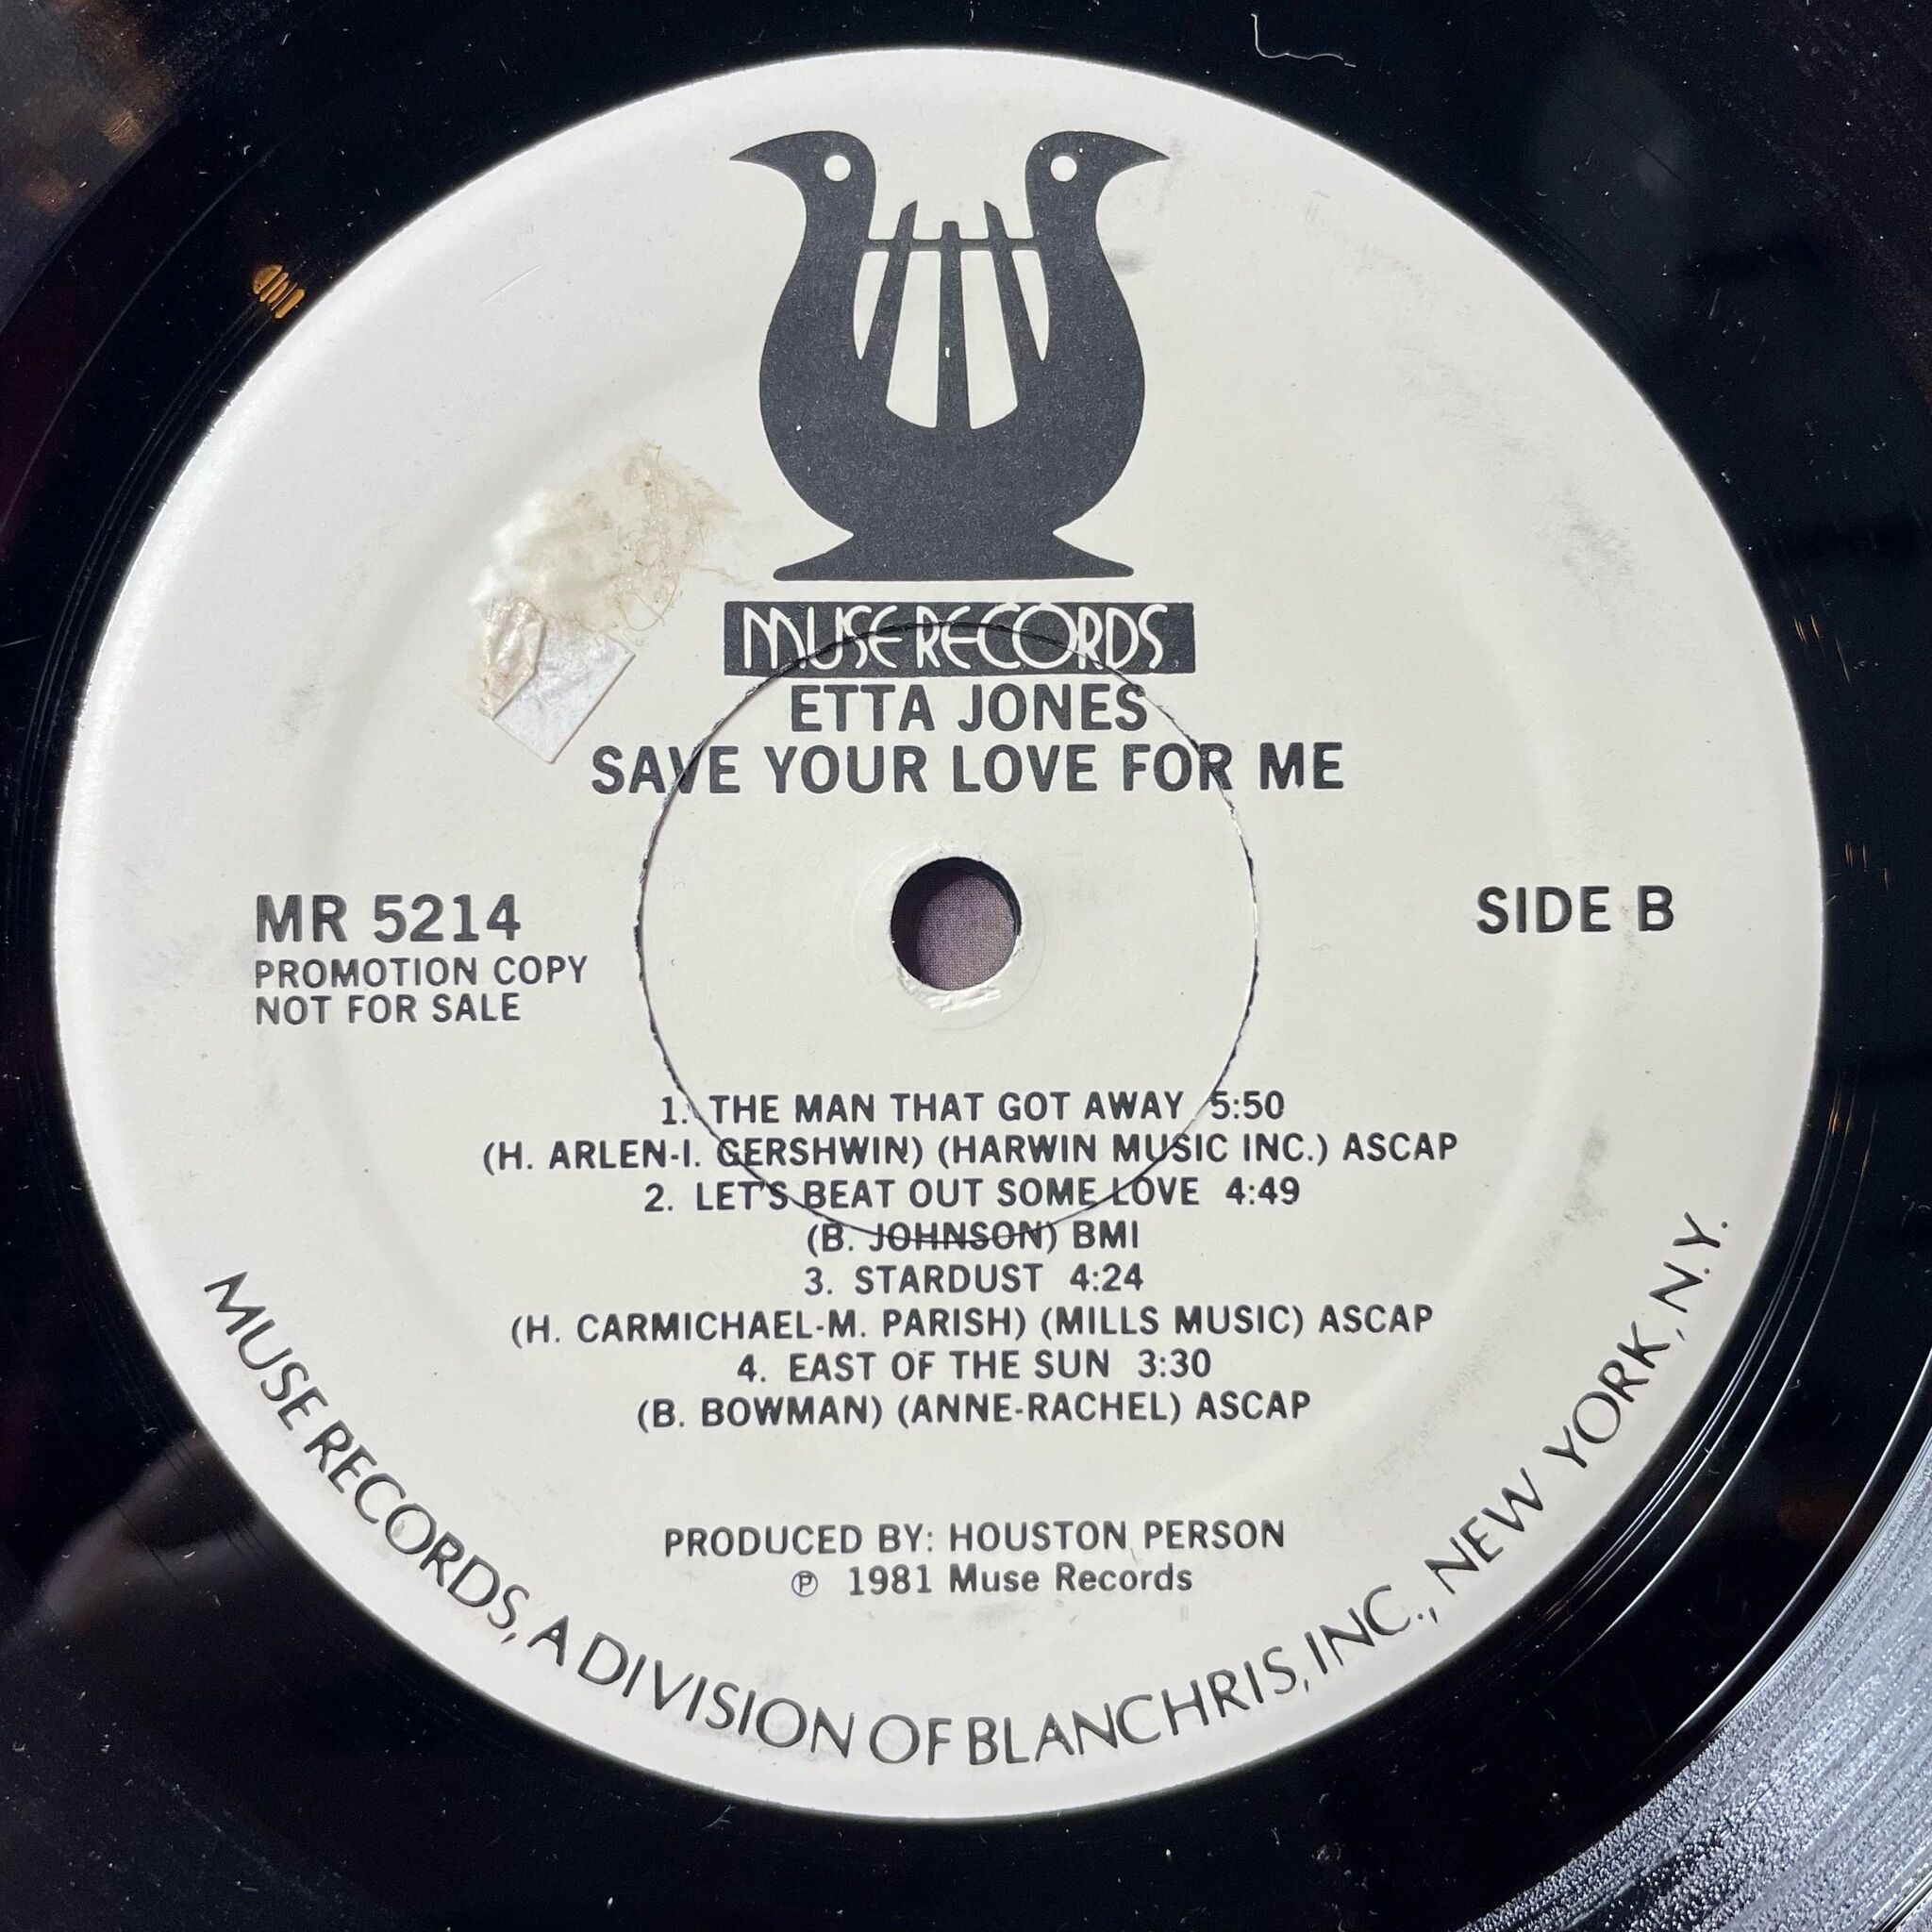 MUSE RECORDS
ETTA JONES
SAVE YOUR LOVE FOR ME
MR 5214
PROMOTION COPY
NOT FOR SALE
SIDE B
1. THE MAN THAT GOT AWAY 5:50
(H. ARLEN-I. GERSHWIN) (HARWIN MUSIC INC.) ASCAP
2. LET'S BEAT OUT SOME LOVE 4:49
(B. JOHNSON) BMI
3. STARDUST 4:24
(H. CARMICHAEL-M. PARISH) (MILLS MUSIC) ASCAP
4. EAST OF THE SUN 3:30
(B. BOWMAN) (ANNE-RACHEL) ASCAP
PRODUCED BY: HOUSTON PERSON
℗ 1981 Muse Records
MUSE RECORDS, A DIVISION OF BLANCHRIS, INC., NEW YORK, N.Y.